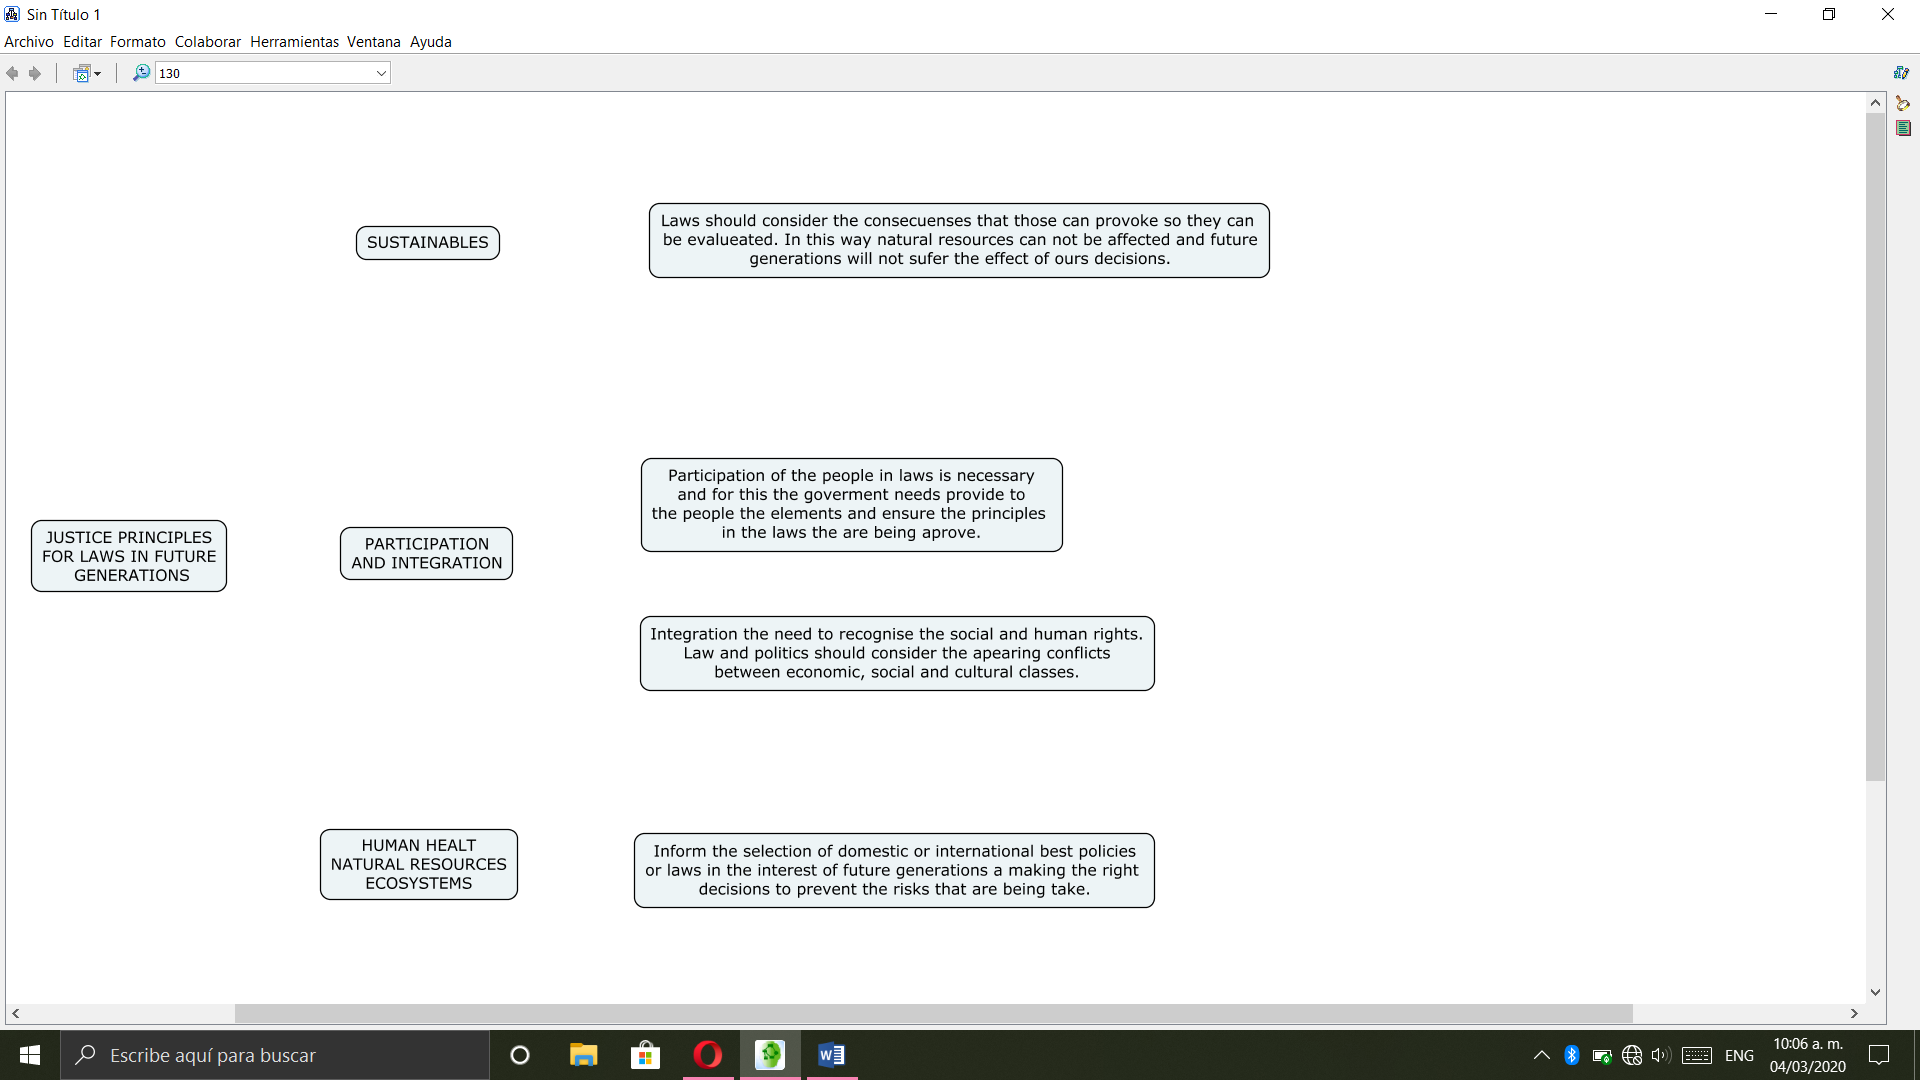 Sin Título 1
Archivo Editar Formato Colaborar Herramientas Ventana Ayuda
130
SUSTAINABLES
Laws should consider the consecuenses that those can provoke so they can
be evalueated. In this way natural resources can not be affected and future
generations will not sufer the effect of ours decisions.
JUSTICE PRINCIPLES
FOR LAWS IN FUTURE
GENERATIONS
PARTICIPATION
AND INTEGRATION
Participation of the people in laws is necessary
and for this the goverment needs provide to
the people the elements and ensure the principles
in the laws the are being aprove.
Integration the need to recognise the social and human rights.
Law and politics should consider the apearing conflicts
between economic, social and cultural classes.
HUMAN HEALT
NATURAL RESOURCES
ECOSYSTEMS
Inform the selection of domestic or international best policies
or laws in the interest of future generations a making the right
decisions to prevent the risks that are being take.
Escribe aquí para buscar
ENG
10:06 a. m.
04/03/2020